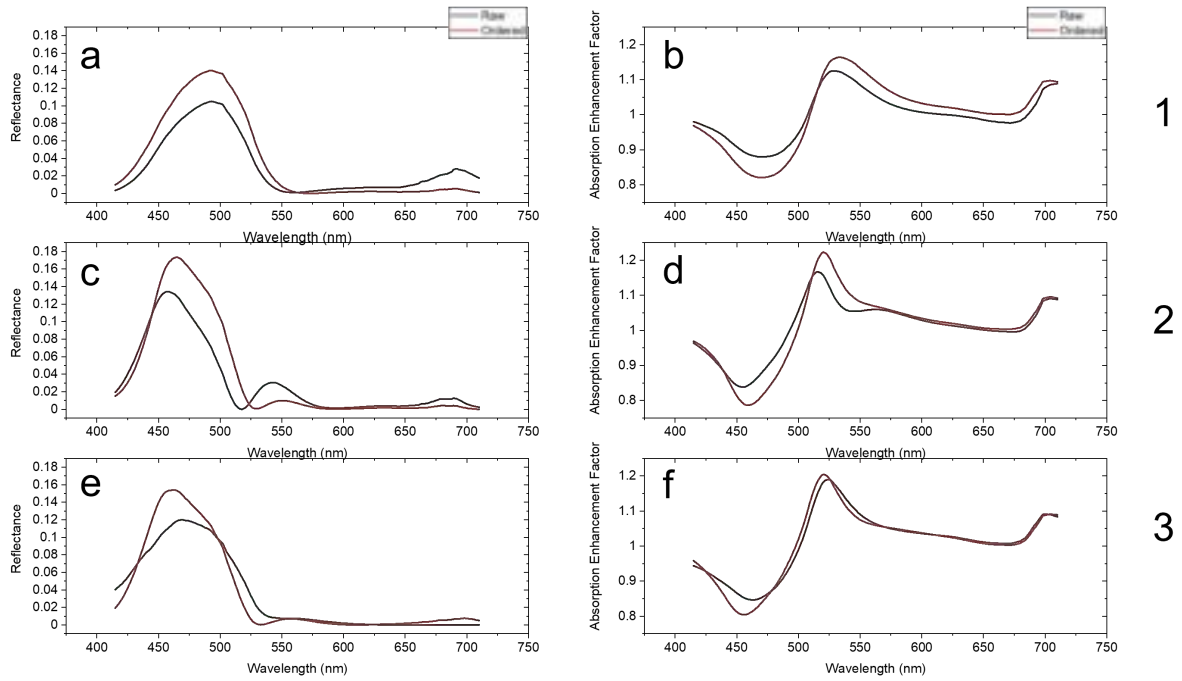 Raw
Ordered
a
Reflectance
0.18
0.16
0.14
0.12
0.1
0.08
0.06
0.04
0.02
0
400 450 500 550 600 650 700 750
Wavelength (nm)
Raw
Ordered
b
Absorption Enhancement Factor
1.2
1.1
1
0.9
0.8
400 450 500 550 600 650 700 750
Wavelength (nm)
1
c
Reflectance
0.18
0.16
0.14
0.12
0.1
0.08
0.06
0.04
0.02
0
400 450 500 550 600 650 700 750
Wavelength (nm)
d
Absorption Enhancement Factor
1.2
1.1
1
0.9
0.8
400 450 500 550 600 650 700 750
Wavelength (nm)
2
e
Reflectance
0.18
0.16
0.14
0.12
0.1
0.08
0.06
0.04
0.02
0
400 450 500 550 600 650 700 750
Wavelength (nm)
f
Absorption Enhancement Factor
1.2
1.1
1
0.9
0.8
400 450 500 550 600 650 700 750
Wavelength (nm)
3